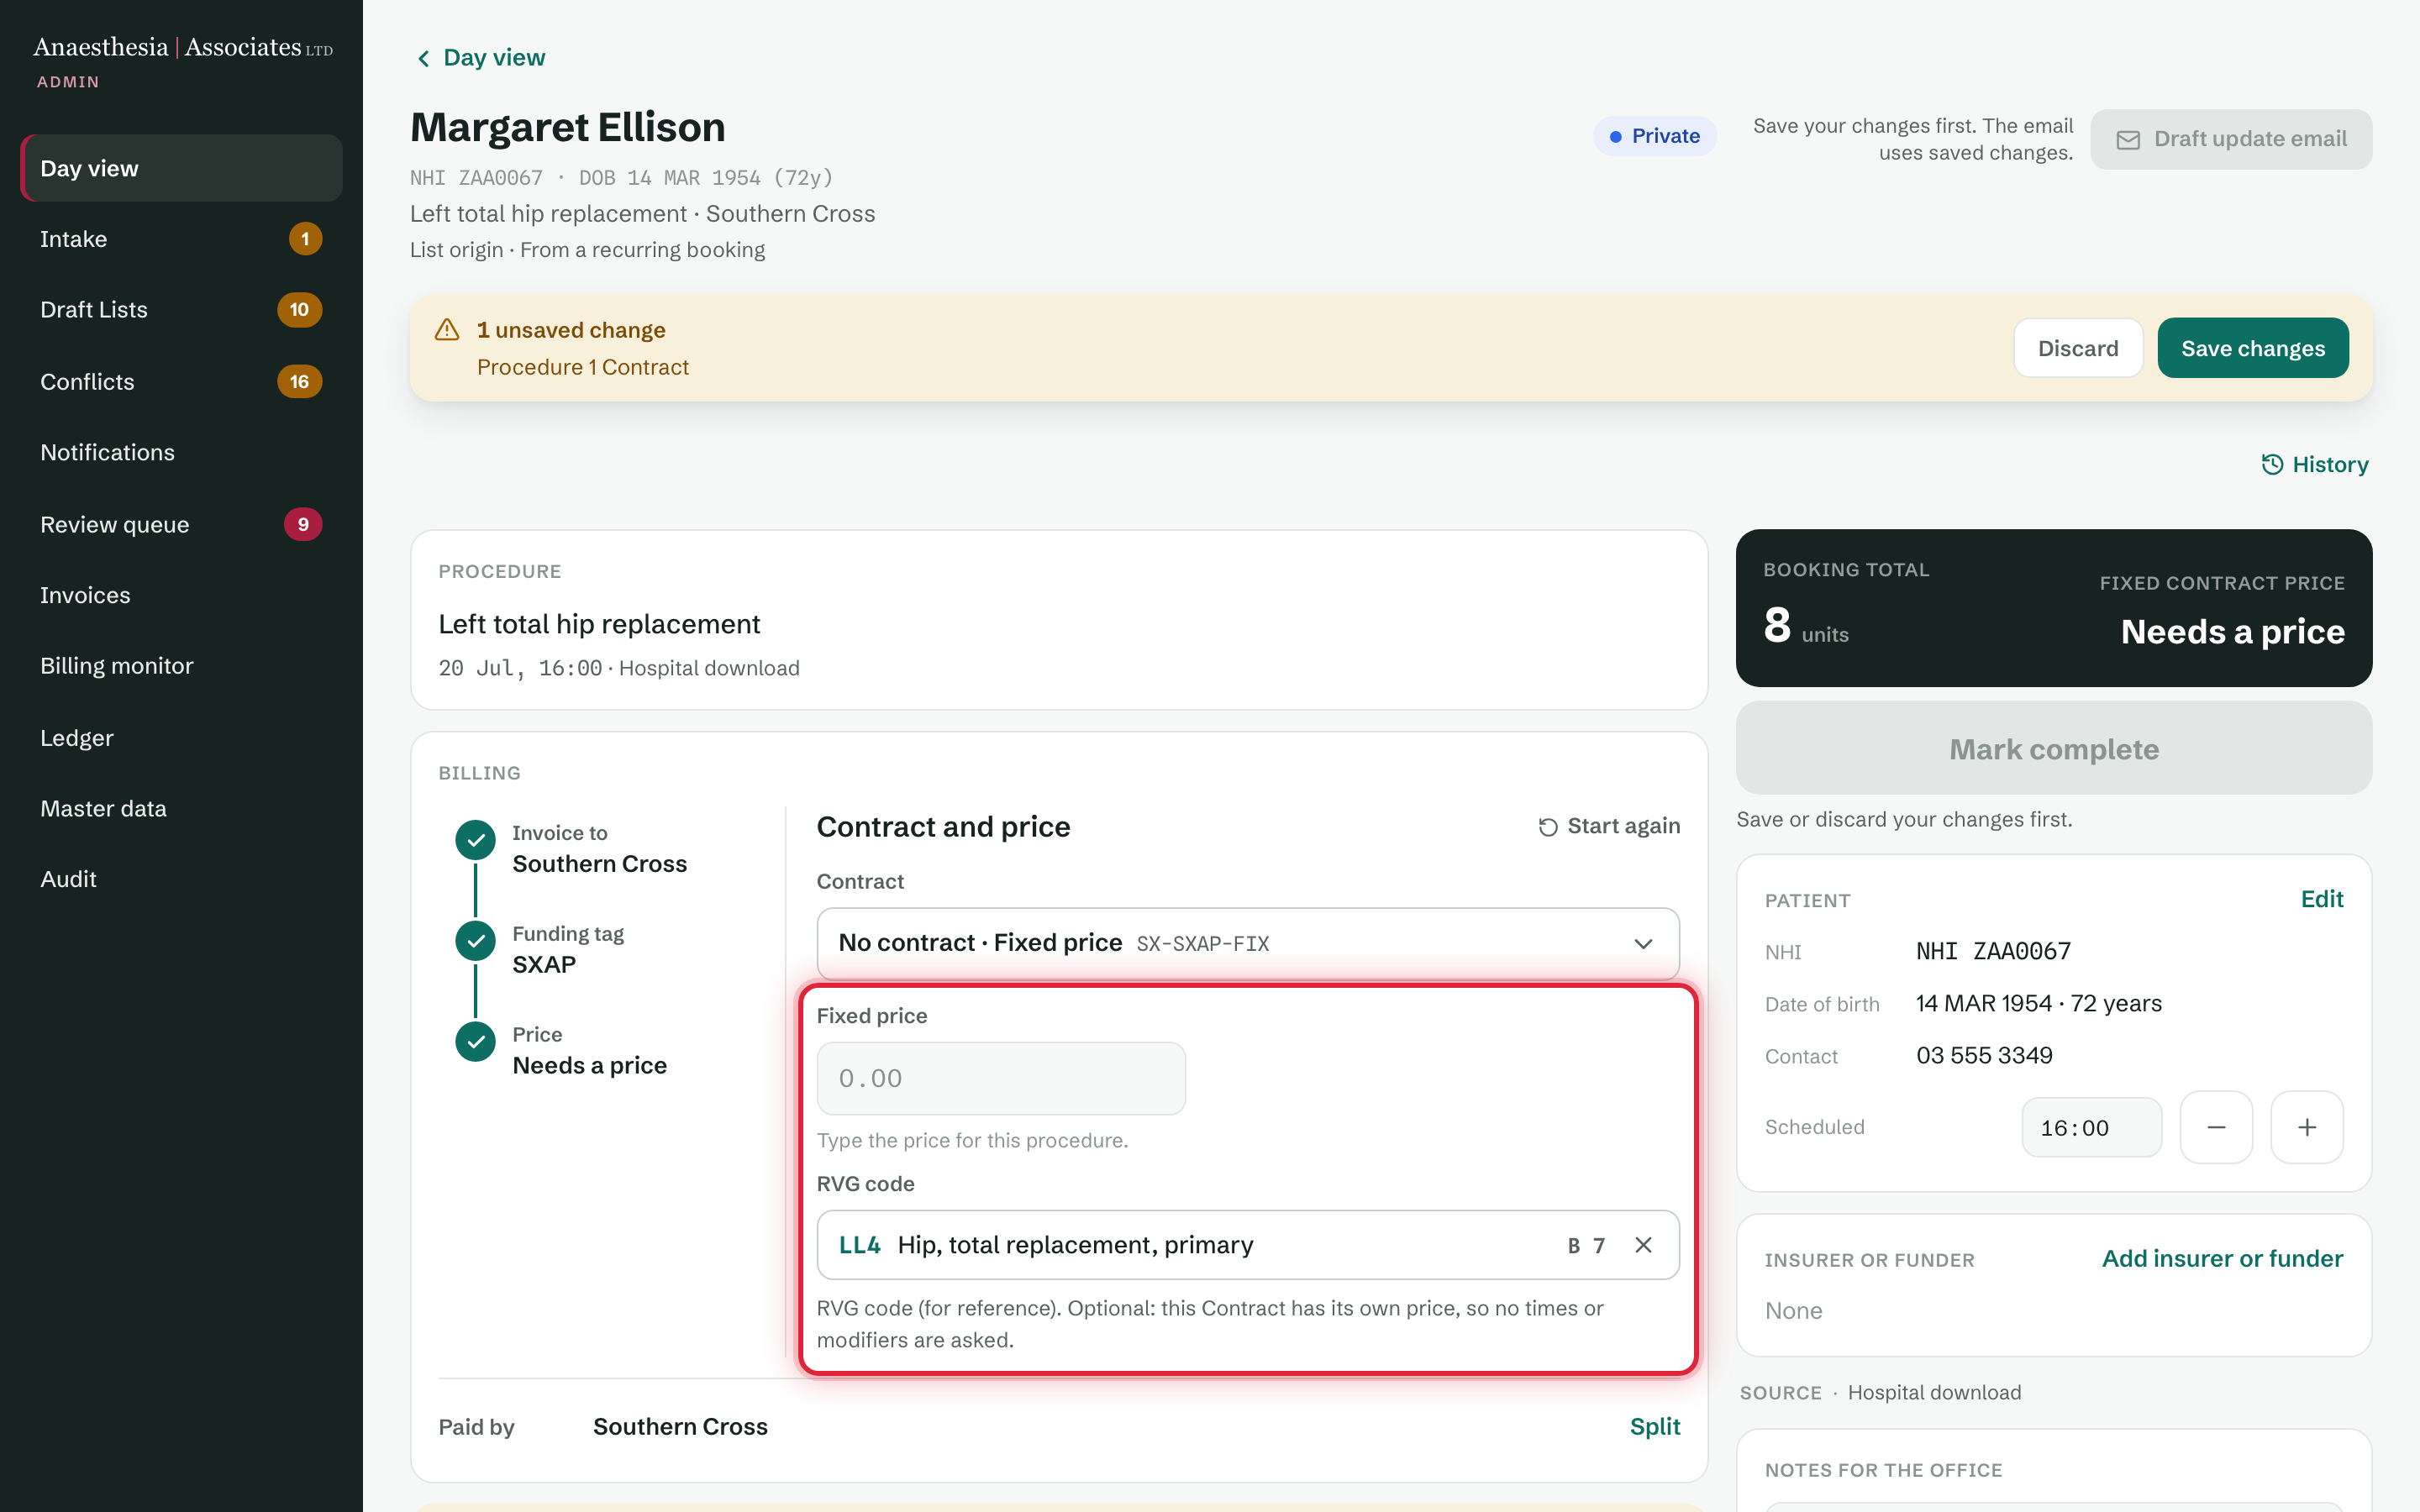 Anaesthesia | Associates LTD
ADMIN
Day view
Intake 1
Draft Lists 10
Conflicts 16
Notifications
Review queue 9
Invoices
Billing monitor
Ledger
Master data
Audit
Day view
Margaret Ellison
NHI ZAA0067 · DOB 14 MAR 1954 (72y)
Left total hip replacement · Southern Cross
List origin · From a recurring booking
Private
Save your changes first. The email
uses saved changes.
Draft update email
1 unsaved change
Procedure 1 Contract
Discard
Save changes
History
PROCEDURE
Left total hip replacement
20 Jul, 16:00 · Hospital download
BILLING
Invoice to
Southern Cross
Funding tag
SXAP
Price
Needs a price
Contract and price
Start again
Contract
No contract · Fixed price SX-SXAP-FIX
Fixed price
0.00
Type the price for this procedure.
RVG code
LL4 Hip, total replacement, primary B 7
RVG code (for reference). Optional: this Contract has its own price, so no times or
modifiers are asked.
Paid by Southern Cross Split
BOOKING TOTAL
8 units
FIXED CONTRACT PRICE
Needs a price
Mark complete
Save or discard your changes first.
PATIENT Edit
NHI NHI ZAA0067
Date of birth 14 MAR 1954 · 72 years
Contact 03 555 3349
Scheduled 16:00
INSURER OR FUNDER Add insurer or funder
None
SOURCE · Hospital download
NOTES FOR THE OFFICE